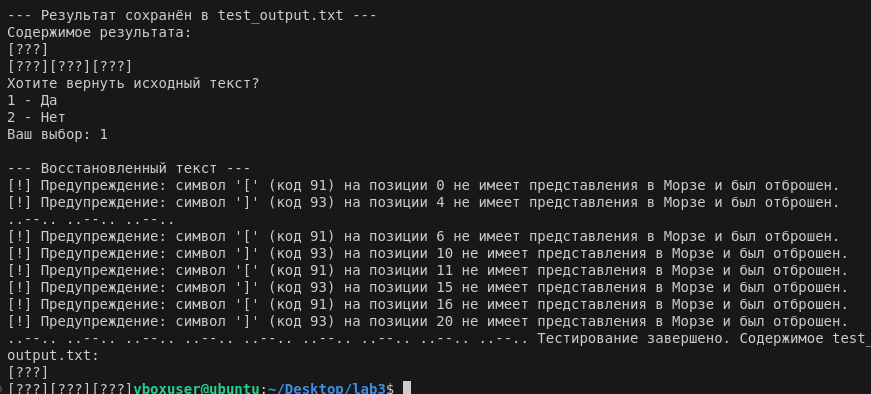 --- Результат сохранён в test_output.txt ---
Содержимое результата:
[???]
[???][???][???]
Хотите вернуть исходный текст?
1 - Да
2 - Нет
Ваш выбор: 1
--- Восстановленный текст ---
[!] Предупреждение: символ '[' (код 91) на позиции 0 не имеет представления в Морзе и был отброшен.
[!] Предупреждение: символ ']' (код 93) на позиции 4 не имеет представления в Морзе и был отброшен.
..--.. ..--.. ..--..
[!] Предупреждение: символ '[' (код 91) на позиции 6 не имеет представления в Морзе и был отброшен.
[!] Предупреждение: символ ']' (код 93) на позиции 10 не имеет представления в Морзе и был отброшен.
[!] Предупреждение: символ '[' (код 91) на позиции 11 не имеет представления в Морзе и был отброшен.
[!] Предупреждение: символ ']' (код 93) на позиции 15 не имеет представления в Морзе и был отброшен.
[!] Предупреждение: символ '[' (код 91) на позиции 16 не имеет представления в Морзе и был отброшен.
[!] Предупреждение: символ ']' (код 93) на позиции 20 не имеет представления в Морзе и был отброшен.
..--.. ..--.. ..--.. ..--.. ..--.. ..--.. ..--.. ..--.. ..--.. Тестирование завершено. Содержимое test_
output.txt:
[???]
[???][???][???]vboxuser@ubuntu:~/Desktop/lab3$